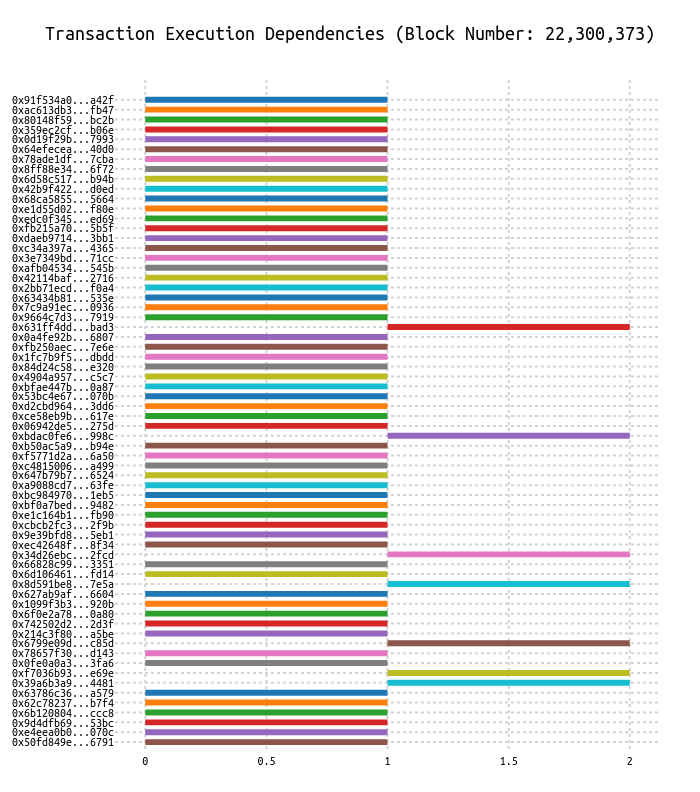 Transaction Execution Dependencies (Block Number: 22,300,373)
0x91f534a0...a42f
0xac613db3...fb47
0x80148f59...bc2b
0x359ec2cf...b06e
0x0d19f29b...7993
0x64efecea...40d0
0x78ade1df...7cba
0x8ff88e34...6f72
0x6d58c517...b94b
0x42b9f422...d0ed
0x68ca5855...5664
0xe1d55d02...f80e
0xedc0f345...ed69
0xfb215a70...5b5f
0xdaeb9714...3bb1
0xc34a397a...4365
0x3e7349bd...71cc
0xafb04534...545b
0x42114baf...2716
0x2bb71ecd...f0a4
0x63434b81...535e
0x7c9a91ec...0936
0x9664c7d3...7919
0x631ff4dd...bad3
0x0a4fe92b...6807
0xfb250aec...7e6e
0x1fc7b9f5...dbdd
0x84d24c58...e320
0x4904a957...c5c7
0xbfae447b...0a87
0x53bc4e67...070b
0xd2cbd964...3dd6
0xce58eb9b...617e
0x06942de5...275d
0xbdac0fe6...998c
0xb50ac5a9...b94e
0xf5771d2a...6a50
0xc4815006...a499
0x647b79b7...6524
0xa9088cd7...63fe
0xbc984970...1eb5
0xbf0a7bed...9482
0xe1c164b1...fb90
0xcbcb2fc3...2f9b
0x9e39bfd8...5eb1
0xec42648f...8f34
0x34d26ebc...2fcd
0x66828c99...3351
0x6d106461...fd14
0x8d591be8...7e5a
0x627ab9af...6604
0x1099f3b3...920b
0x6f0e2a78...0a80
0x742502d2...2d3f
0x214c3f80...a5be
0x6799e09d...c85d
0x78657f30...d143
0x0fe0a0a3...3fa6
0xf7036b93...e69e
0x39a6b3a9...4481
0x63786c36...a579
0x62c78237...b7f4
0x6b120804...ccc8
0x9d4dfb69...53bc
0xe4eea0b0...070c
0x50fd849e...6791
0 0.5 1 1.5 2